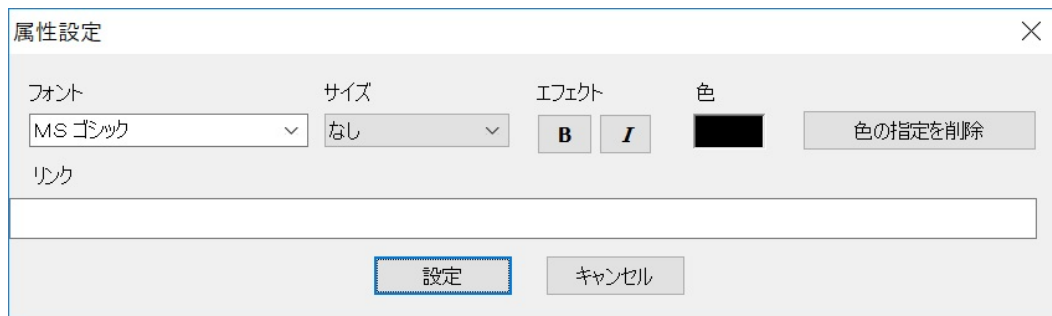 属性設定
フォント サイズ エフェクト 色
MS ゴシック なし B I 色の指定を削除
リンク
設定 キャンセル